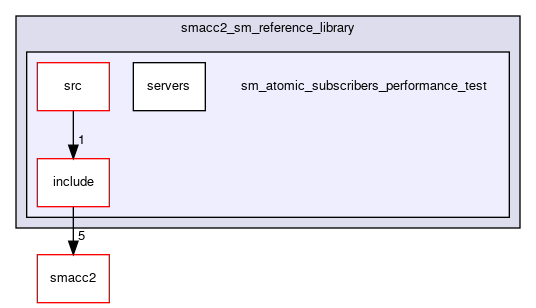 smacc2_sm_reference_library
src
servers
sm_atomic_subscribers_performance_test
1
include
5
smacc2